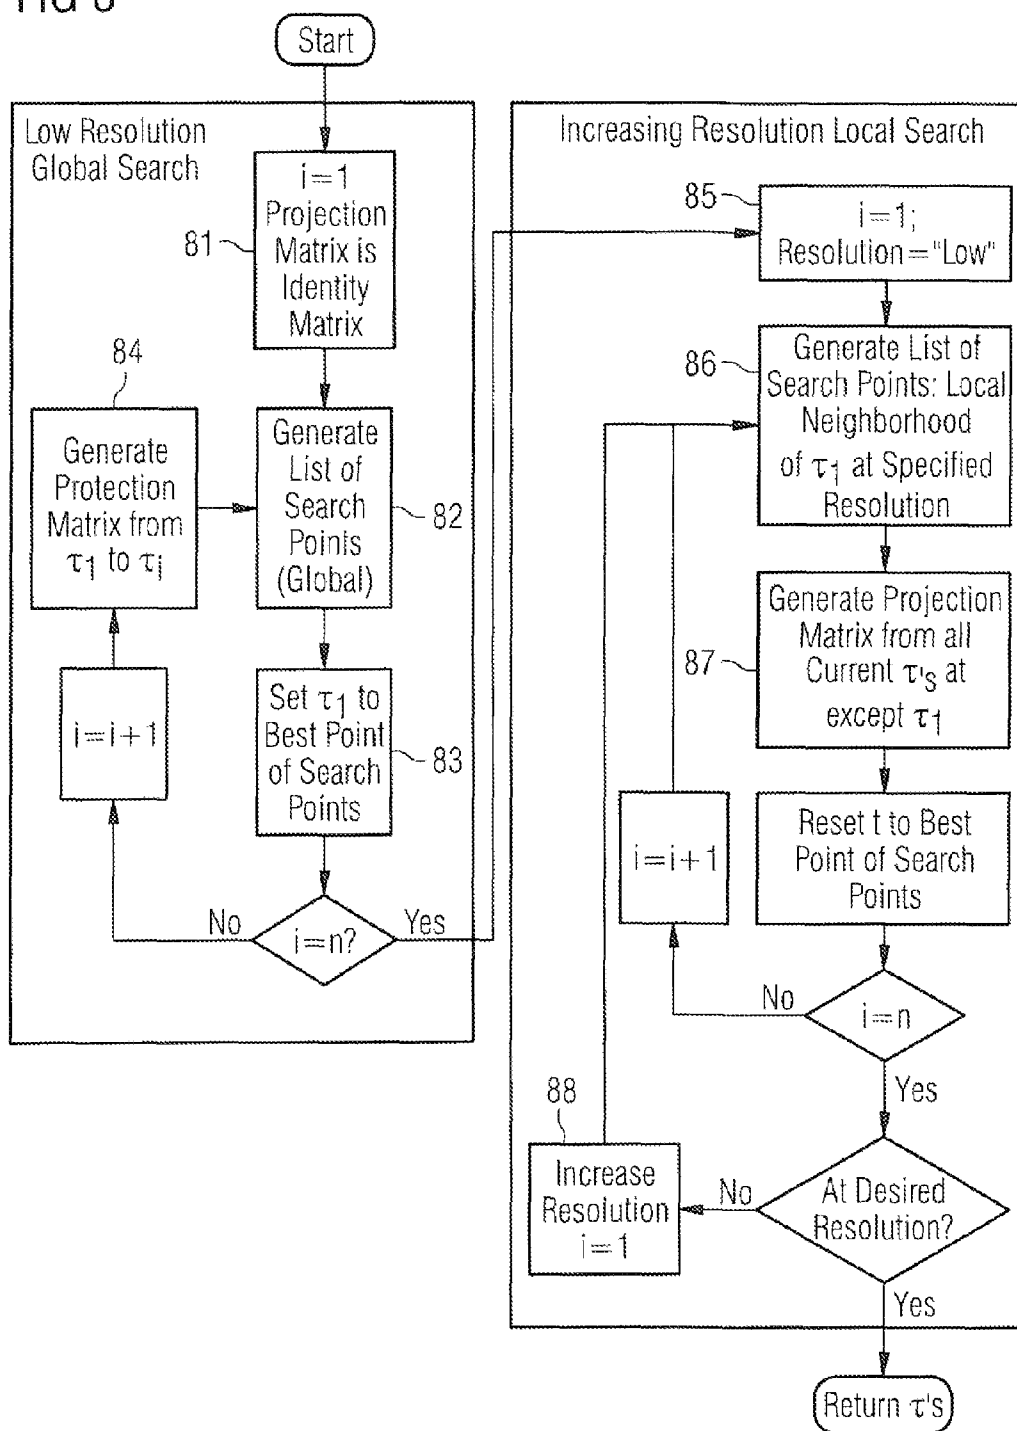 Start
Low Resolution
Global Search
i=1
Projection
Matrix is
Identity
Matrix
81
84
Generate
Protection
Matrix from
τ1 to τi
Generate
List of
Search
Points
(Global)
82
i=i+1
Set τ1 to
Best Point
of Search
Points
83
No
i=n?
Yes
Increasing Resolution Local Search
85
i=1;
Resolution="Low"
86
Generate List of
Search Points: Local
Neighborhood
of τ1 at Specified
Resolution
87
Generate Projection
Matrix from all
Current τ's at
except τ1
i=i+1
Reset t to Best
Point of Search
Points
No
i=n
Yes
88
Increase
Resolution
i=1
No
At Desired
Resolution?
Yes
Return τ's